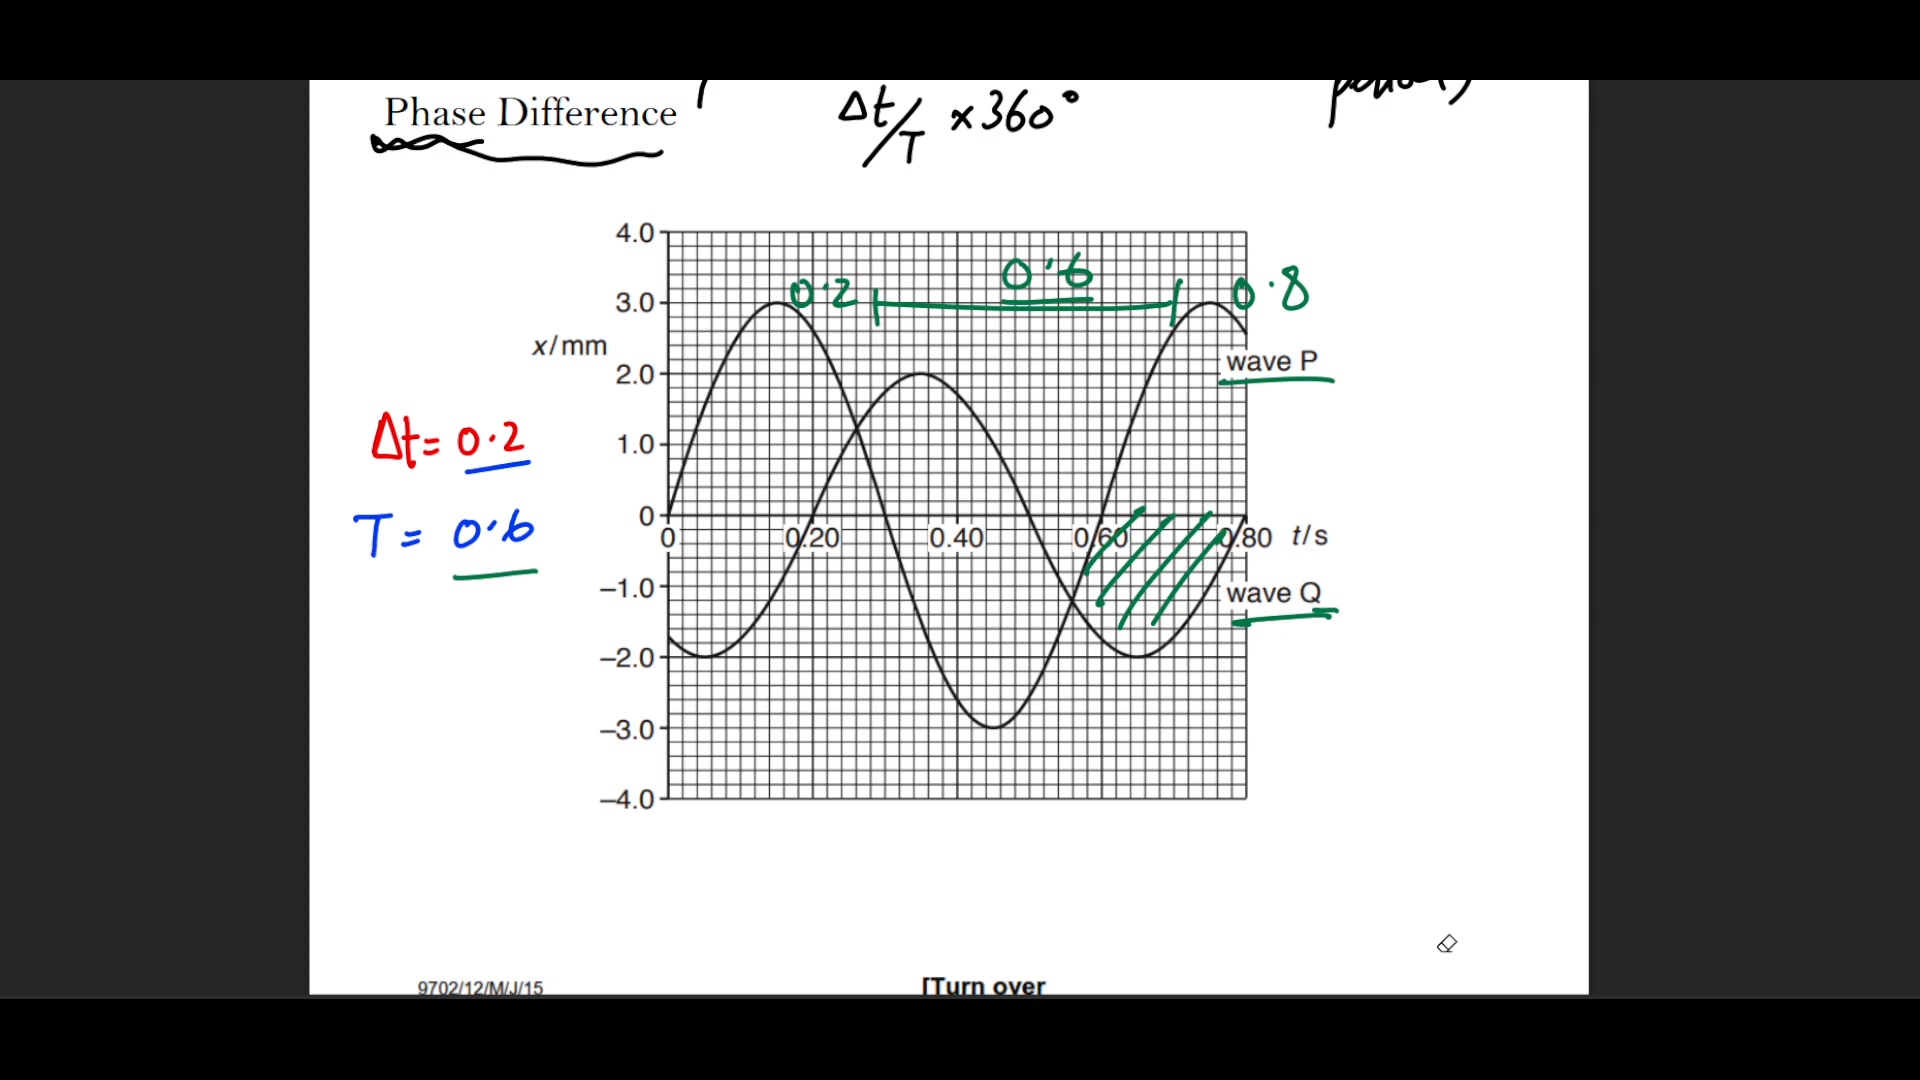 Phase Difference
Δt/T ×360°
4.0
0.2 0.6 0.8
3.0
x/mm
wave P
2.0
Δt= 0.2
1.0
T= 0.6
0
0 0.20 0.40 0.60 0.80 t/s
–1.0
wave Q
–2.0
–3.0
–4.0
9702/12/M/J/15
[Turn over